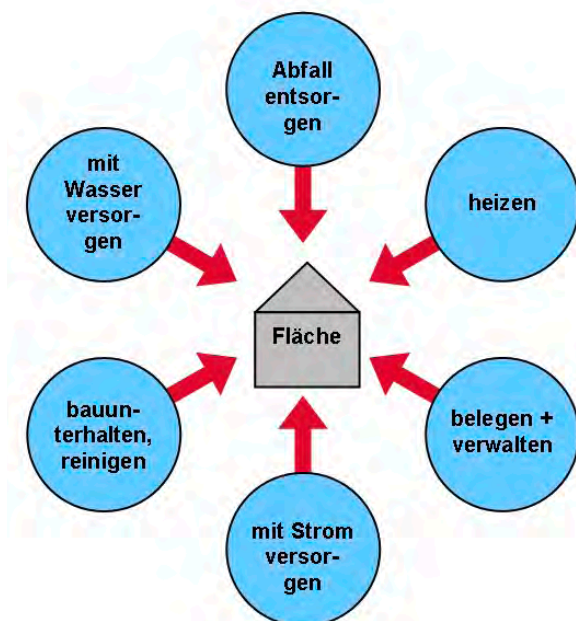 Abfall
entsor-
gen
mit
Wasser
versor-
gen
heizen
Fläche
bauun-
terhalten,
reinigen
belegen +
verwalten
mit Strom
versor-
gen